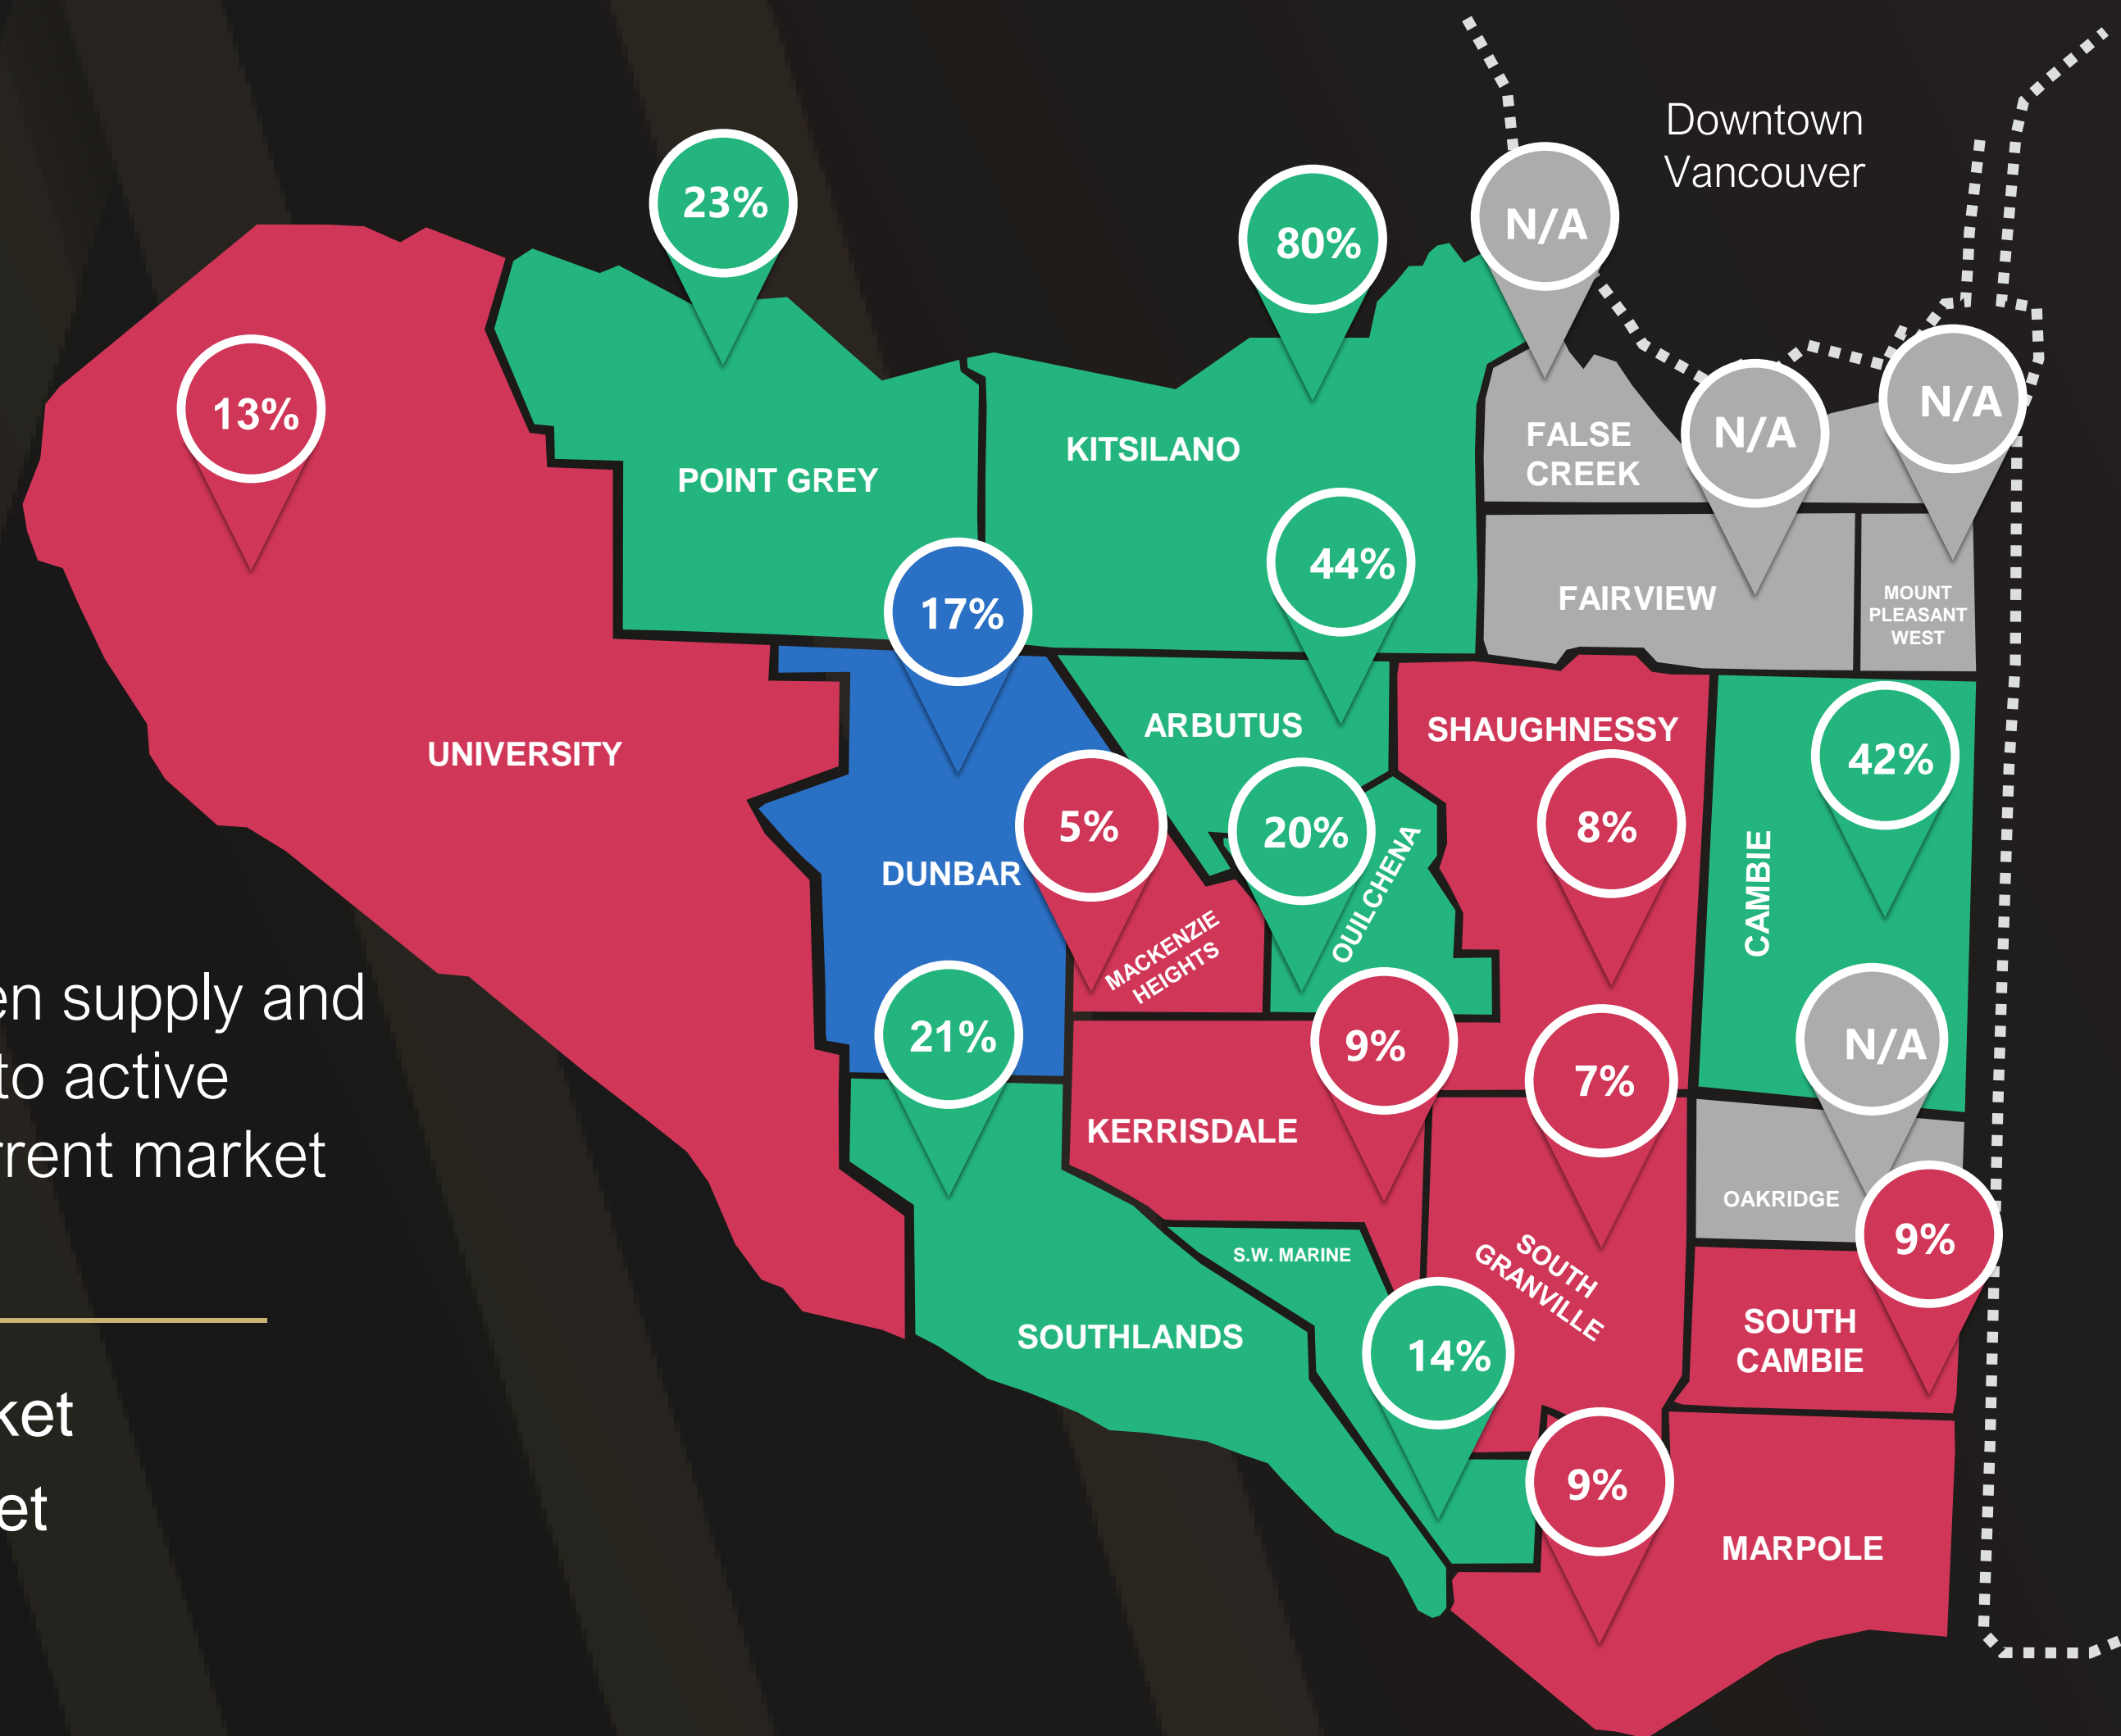 Downtown
Vancouver
23%
80%
N/A
13%
N/A
N/A
FALSE
CREEK
KITSILANO
POINT GREY
44%
17%
FAIRVIEW
MOUNT
PLEASANT
WEST
ARBUTUS
SHAUGHNESSY
UNIVERSITY
42%
5%
20%
8%
DUNBAR
OUILCHENA
CAMBIE
MACKENZIE
HEIGHTS
en supply and
to active
rrent market
21%
9%
7%
N/A
KERRISDALE
OAKRIDGE
9%
S.W. MARINE
SOUTH
GRANVILLE
SOUTHLANDS
SOUTH
CAMBIE
14%
ket
et
9%
MARPOLE